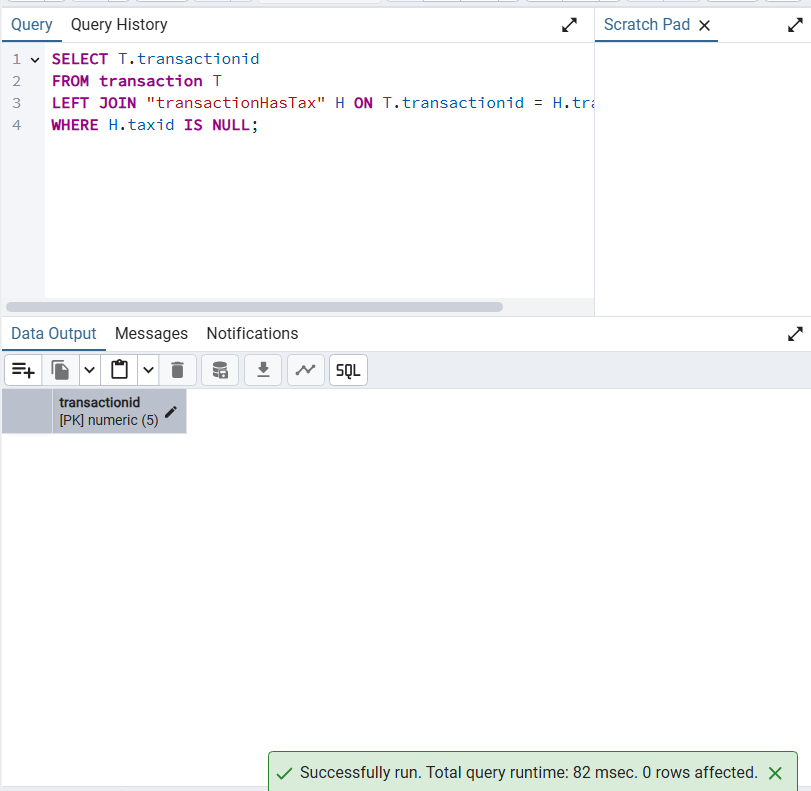 Query Query History
Scratch Pad
1 SELECT T.transactionid
2 FROM transaction T
3 LEFT JOIN "transactionHasTax" H ON T.transactionid = H.tra
4 WHERE H.taxid IS NULL;
Data Output Messages Notifications
SQL
transactionid
[PK] numeric (5)
Successfully run. Total query runtime: 82 msec. 0 rows affected.